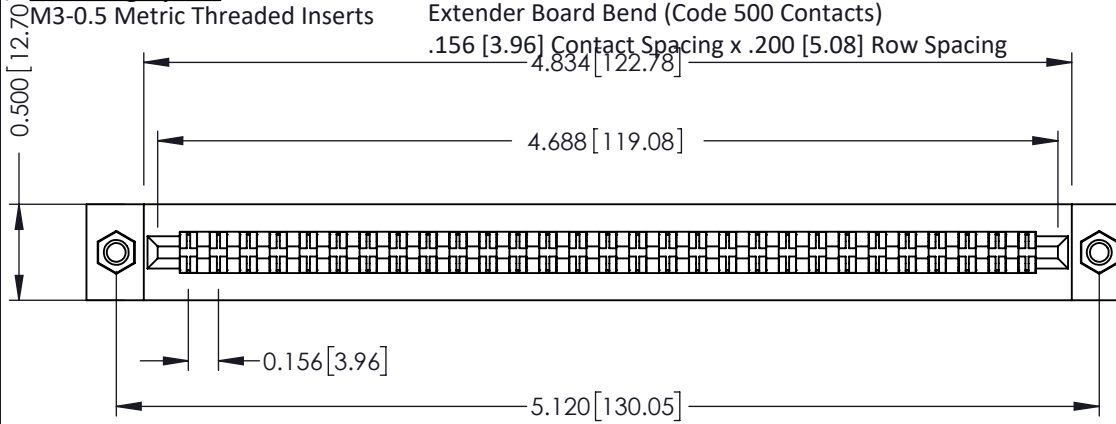 M3-0.5 Metric Threaded Inserts
Extender Board Bend (Code 500 Contacts)
.156 [3.96] Contact Spacing x .200 [5.08] Row Spacing
0.500 [12.70
4.834[122.78]
4.688[119.08]
0.156[3.96]
5.120[130.05]